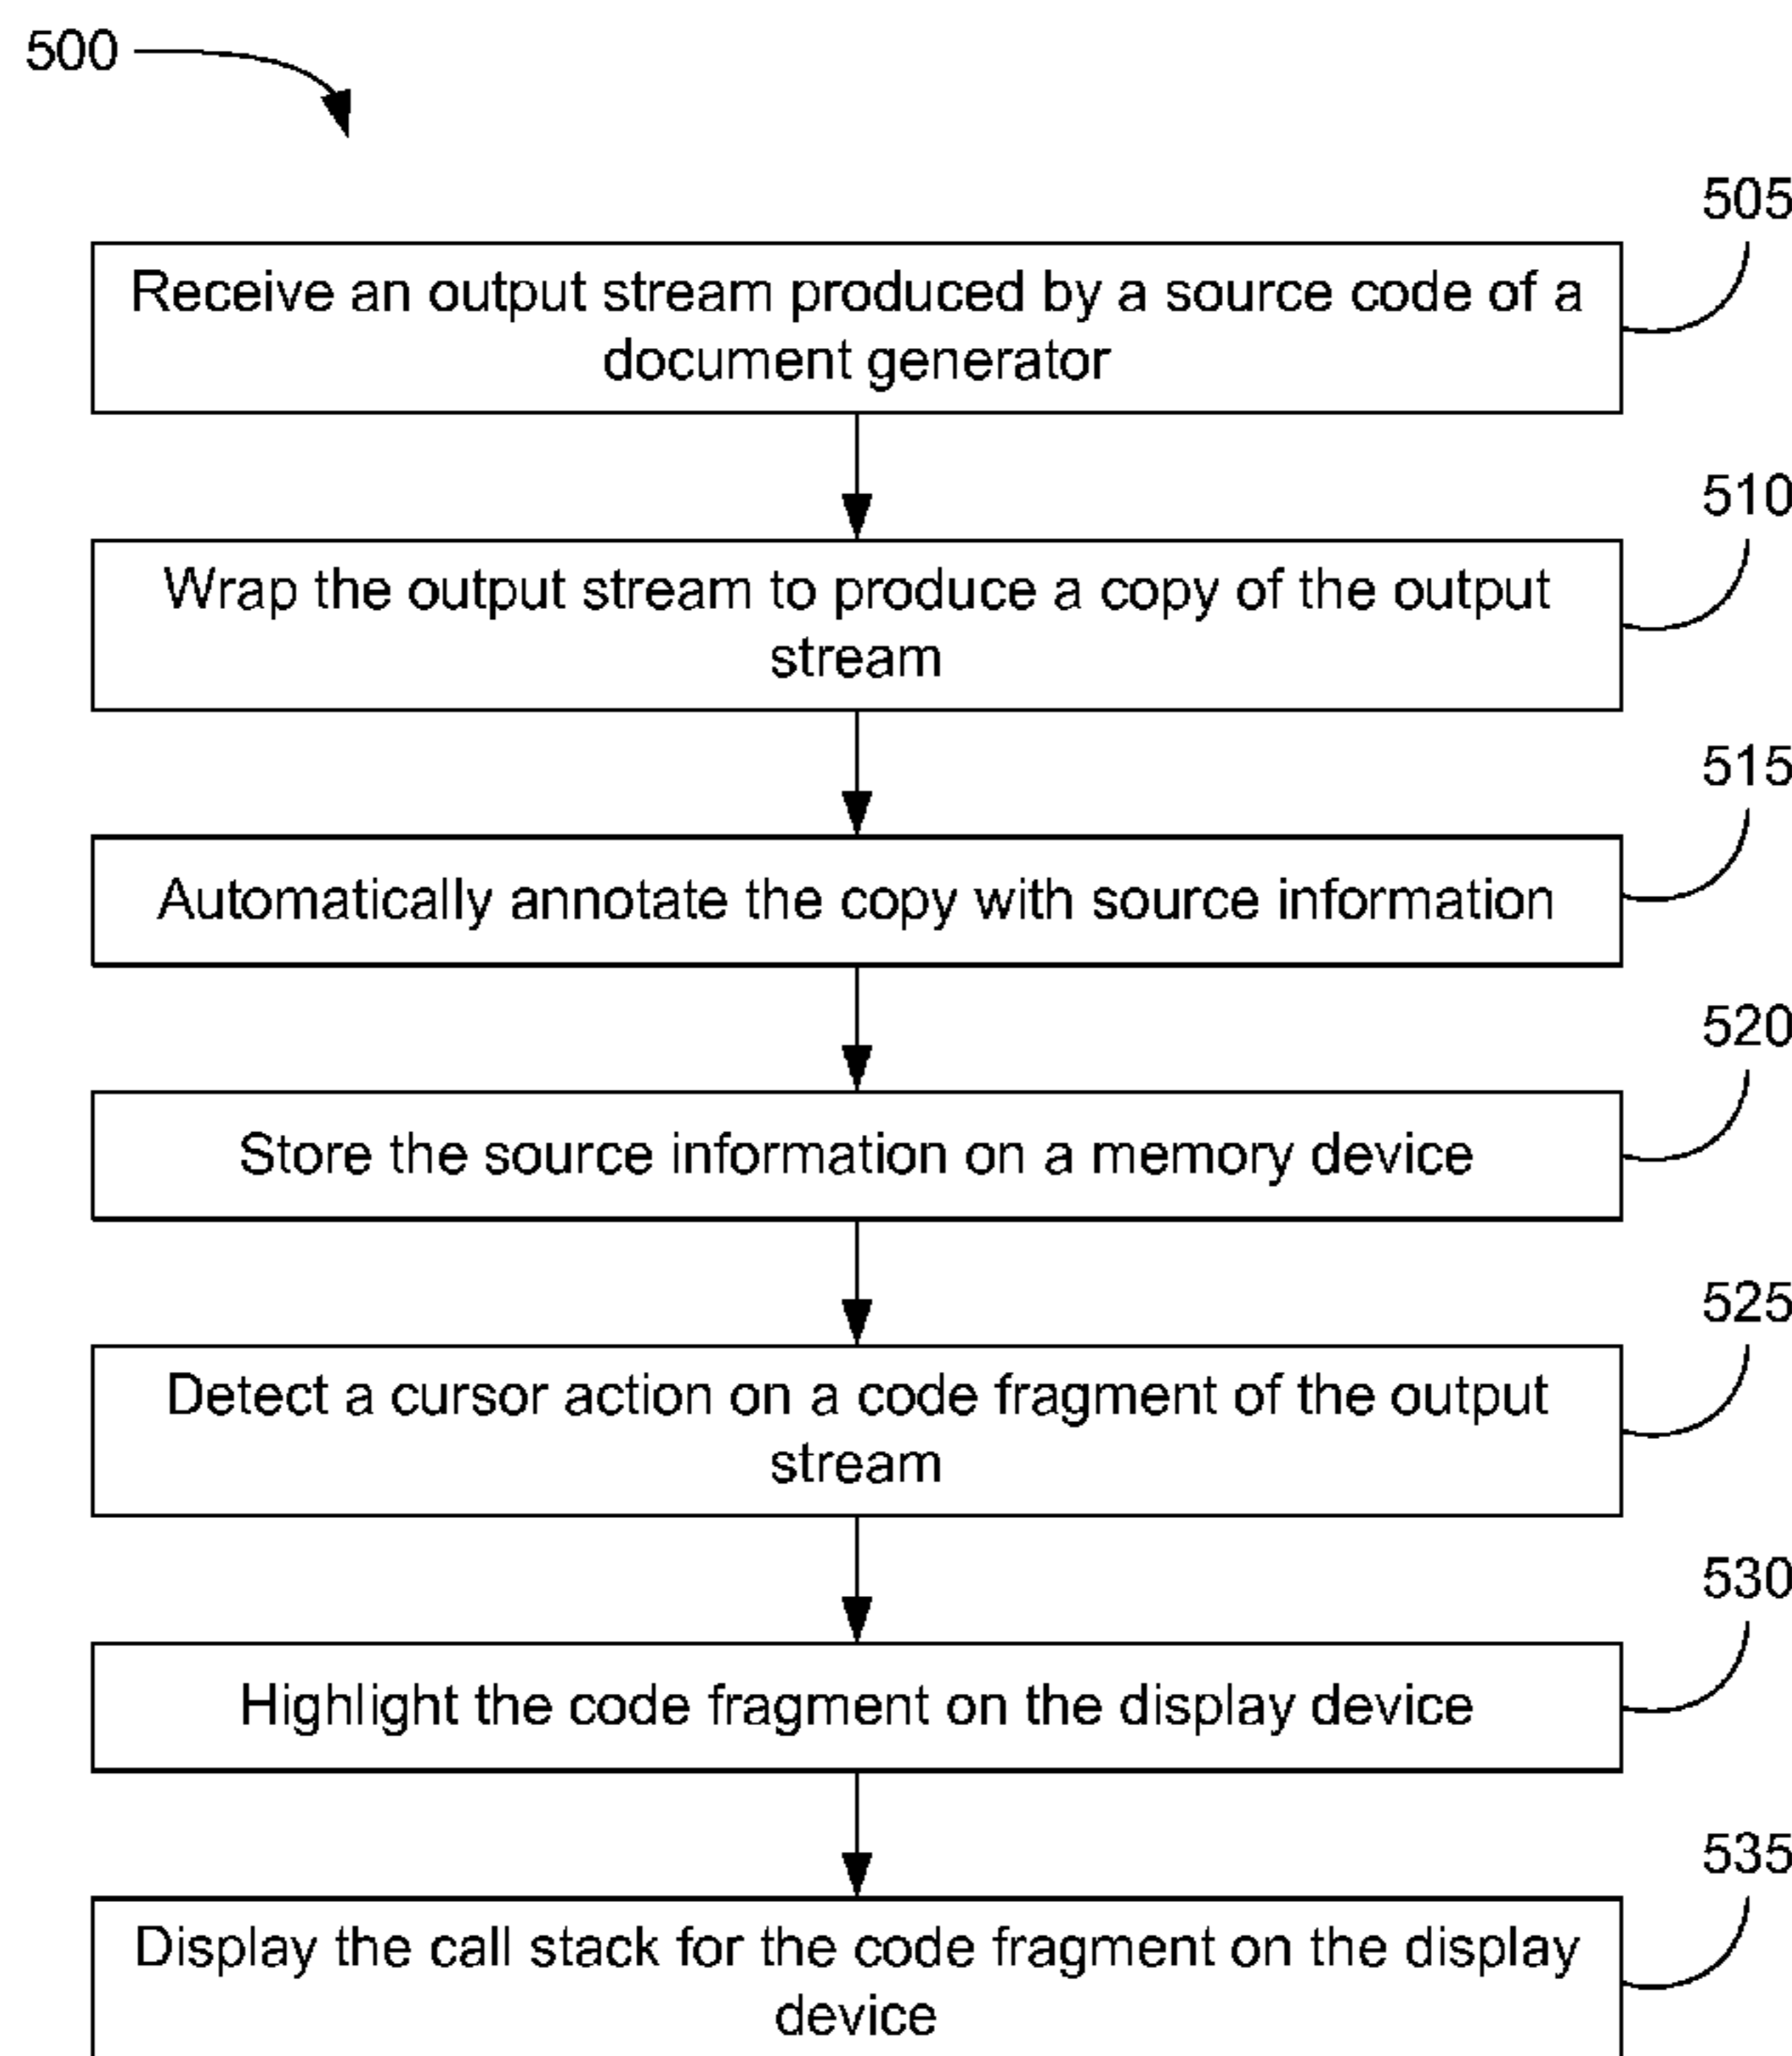 500
505
Receive an output stream produced by a source code of a
document generator
510
Wrap the output stream to produce a copy of the output
stream
515
Automatically annotate the copy with source information
520
Store the source information on a memory device
525
Detect a cursor action on a code fragment of the output
stream
530
Highlight the code fragment on the display device
535
Display the call stack for the code fragment on the display
device